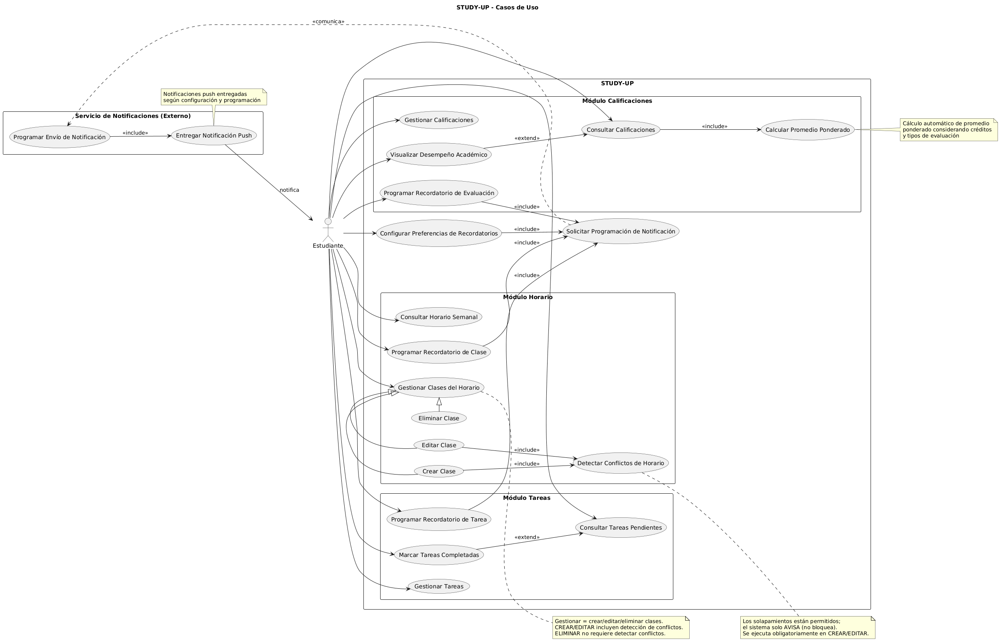 STUDY-UP - Casos de Uso
«comunica»
STUDY-UP
Notificaciones push entregadas
según configuración y programación
Servicio de Notificaciones (Externo)
Programar Envío de Notificación
«include»
Entregar Notificación Push
notifica
Estudiante
Módulo Calificaciones
Gestionar Calificaciones
Consultar Calificaciones
«include»
Calcular Promedio Ponderado
Cálculo automático de promedio
ponderado considerando créditos
y tipos de evaluación
«extend»
Visualizar Desempeño Académico
Programar Recordatorio de Evaluación
«include»
Configurar Preferencias de Recordatorios
«include»
Solicitar Programación de Notificación
«include»
«include»
Módulo Horario
Consultar Horario Semanal
Programar Recordatorio de Clase
Gestionar Clases del Horario
Eliminar Clase
Editar Clase
«include»
Detectar Conflictos de Horario
Crear Clase
«include»
Módulo Tareas
Programar Recordatorio de Tarea
Consultar Tareas Pendientes
«extend»
Marcar Tareas Completadas
Gestionar Tareas
Gestionar = crear/editar/eliminar clases.
CREAR/EDITAR incluyen detección de conflictos.
ELIMINAR no requiere detectar conflictos.
Los solapamientos están permitidos;
el sistema solo AVISA (no bloquea).
Se ejecuta obligatoriamente en CREAR/EDITAR.